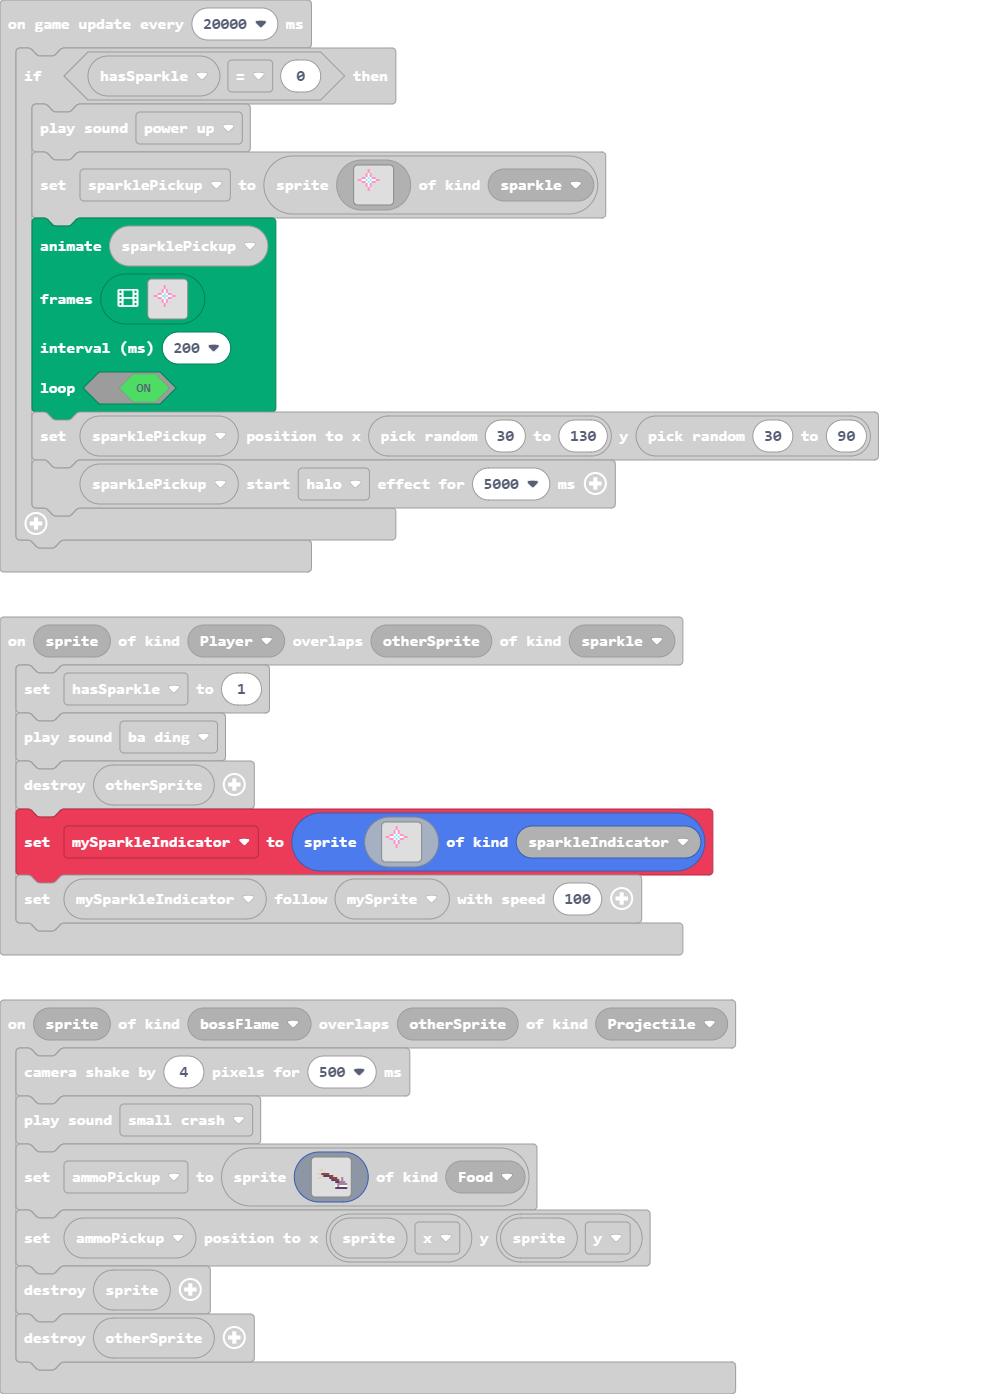 on game update every 20000 ms
if hasSparkle = 0 then
play sound power up
set sparklePickup to sprite of kind sparkle
animate sparklePickup
frames
interval (ms) 200
loop ON
set sparklePickup position to x pick random 30 to 130 y pick random 30 to 90
sparklePickup start halo effect for 5000 ms
on sprite of kind Player overlaps otherSprite of kind sparkle
set hasSparkle to 1
play sound ba ding
destroy otherSprite
set mySparkleIndicator to sprite of kind sparkleIndicator
set mySparkleIndicator follow mySprite with speed 100
on sprite of kind bossFlame overlaps otherSprite of kind Projectile
camera shake by 4 pixels for 500 ms
play sound small crash
set ammoPickup to sprite of kind Food
set ammoPickup position to x sprite x y sprite y
destroy sprite
destroy otherSprite